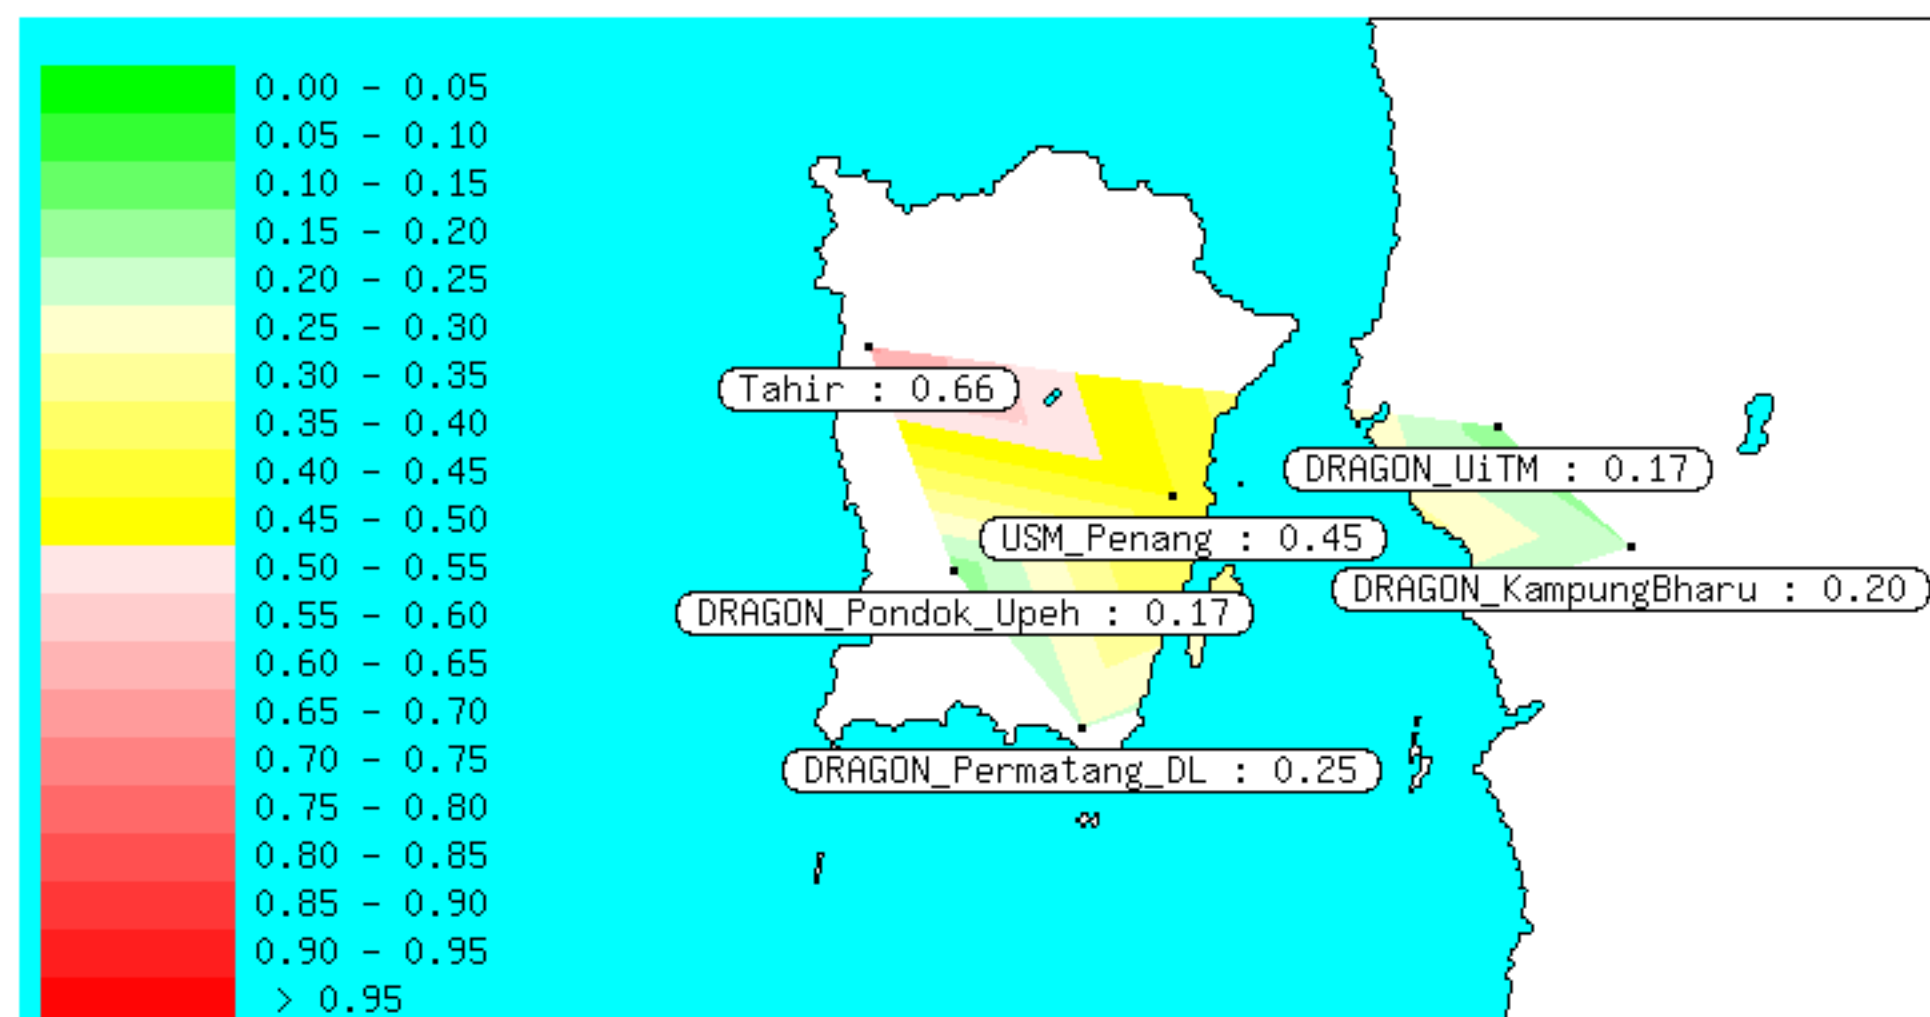 0.00 - 0.05
0.05 - 0.10
0.10 - 0.15
0.15 - 0.20
0.20 - 0.25
0.25 - 0.30
0.30 - 0.35
0.35 - 0.40
0.40 - 0.45
0.45 - 0.50
0.50 - 0.55
0.55 - 0.60
0.60 - 0.65
0.65 - 0.70
0.70 - 0.75
0.75 - 0.80
0.80 - 0.85
0.85 - 0.90
0.90 - 0.95
> 0.95
Tahir : 0.66
DRAGON_UiTM : 0.17
USM_Penang : 0.45
DRAGON_KampungBharu : 0.20
DRAGON_Pondok_Upeh : 0.17
DRAGON_Permatang_DL : 0.25